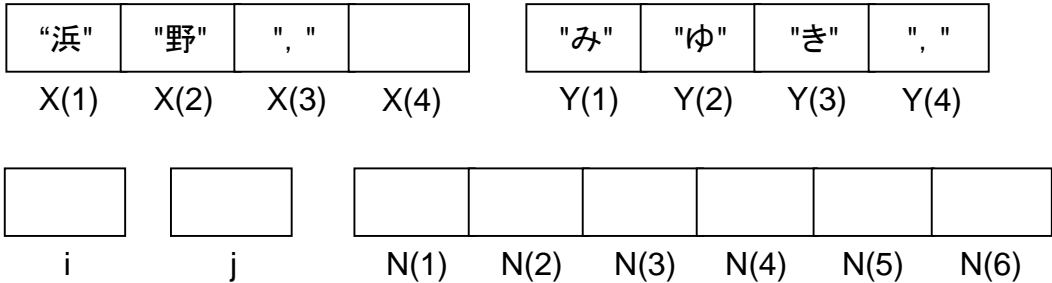 “浜" "野" ", " "み" "ゆ" "き" ", "
X(1) X(2) X(3) X(4) Y(1) Y(2) Y(3) Y(4)
i j N(1) N(2) N(3) N(4) N(5) N(6)